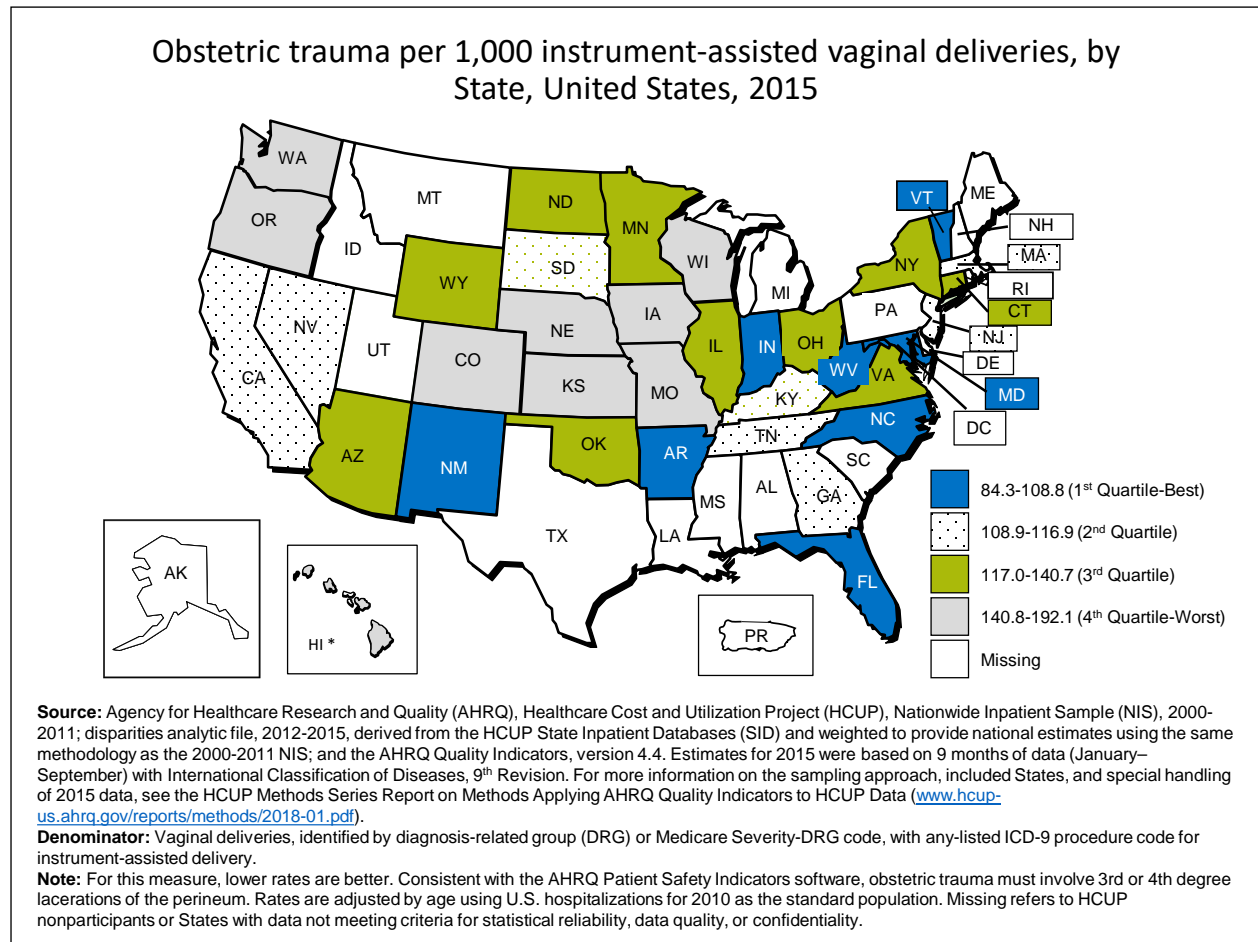 Obstetric trauma per 1,000 instrument-assisted vaginal deliveries, by
State, United States, 2015
WA
OR
MT
ID
ND
MN
SD
WY
WI
MI
VT
ME
NH
MA
NY
RI
CT
PA
NJ
DE
MD
DC
NE
IA
IL
IN
OH
WV
VA
NV
UT
CO
KS
MO
KY
CA
TN
NC
AZ
NM
OK
AR
SC
MS
AL
GA
TX
LA
FL
AK
HI *
PR
84.3-108.8 (1st Quartile-Best)
108.9-116.9 (2nd Quartile)
117.0-140.7 (3rd Quartile)
140.8-192.1 (4th Quartile-Worst)
Missing
Source: Agency for Healthcare Research and Quality (AHRQ), Healthcare Cost and Utilization Project (HCUP), Nationwide Inpatient Sample (NIS), 2000-
2011; disparities analytic file, 2012-2015, derived from the HCUP State Inpatient Databases (SID) and weighted to provide national estimates using the same
methodology as the 2000-2011 NIS; and the AHRQ Quality Indicators, version 4.4. Estimates for 2015 were based on 9 months of data (January–
September) with International Classification of Diseases, 9th Revision. For more information on the sampling approach, included States, and special handling
of 2015 data, see the HCUP Methods Series Report on Methods Applying AHRQ Quality Indicators to HCUP Data (www.hcup-
us.ahrq.gov/reports/methods/2018-01.pdf).
Denominator: Vaginal deliveries, identified by diagnosis-related group (DRG) or Medicare Severity-DRG code, with any-listed ICD-9 procedure code for
instrument-assisted delivery.
Note: For this measure, lower rates are better. Consistent with the AHRQ Patient Safety Indicators software, obstetric trauma must involve 3rd or 4th degree
lacerations of the perineum. Rates are adjusted by age using U.S. hospitalizations for 2010 as the standard population. Missing refers to HCUP
nonparticipants or States with data not meeting criteria for statistical reliability, data quality, or confidentiality.